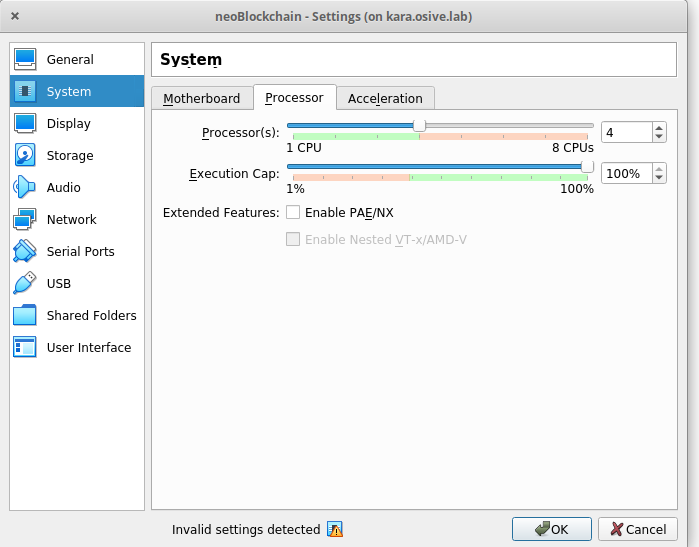 neoBlockchain - Settings (on kara.osive.lab)
General
System
Display
Storage
Audio
Network
Serial Ports
USB
Shared Folders
User Interface
System
Motherboard
Processor
Acceleration
Processor(s):
4
1 CPU
8 CPUs
Execution Cap:
100%
1%
100%
Extended Features:
Enable PAE/NX
Enable Nested VT-x/AMD-V
Invalid settings detected
OK
Cancel